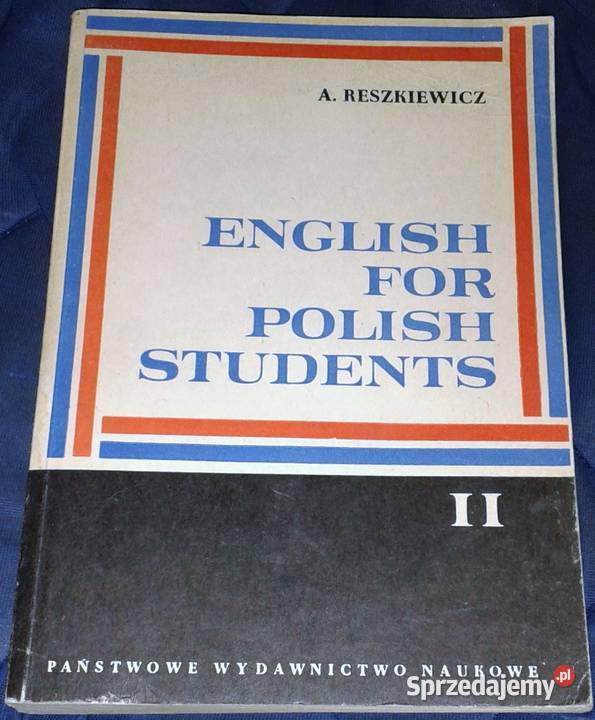 A. RESZKIEWICZ
ENGLISH
FOR
POLISH
STUDENTS
II
PAŃSTWOWE WYDAWNICTWO NAUKOWE
Sprzedajemy.pl